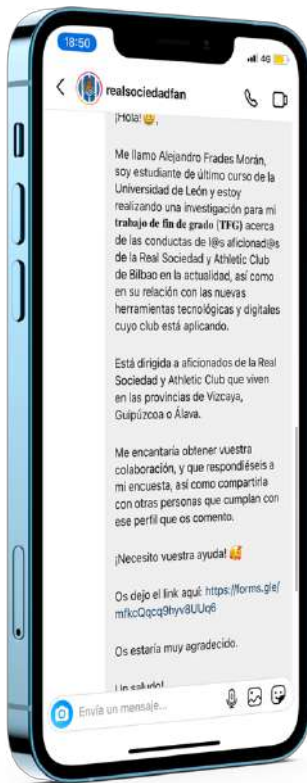 18:50
4G
realsociedadfan
¡Hola! 😄,
Me llamo Alejandro Frades Morán,
soy estudiante de último curso de la
Universidad de León y estoy
realizando una investigación para mi
trabajo de fin de grado (TFG) acerca
de las conductas de l@s aficionad@s
de la Real Sociedad y Athletic Club
de Bilbao en la actualidad, así como
en su relación con las nuevas
herramientas tecnológicas y digitales
cuyo club está aplicando.
Está dirigida a aficionados de la Real
Sociedad y Athletic Club que viven
en las provincias de Vizcaya,
Guipúzcoa o Álava.
Me encantaría obtener vuestra
colaboración, y que respondiéseis a
mi encuesta, así como compartirla
con otras personas que cumplan con
ese perfil que os comento.
¡Necesito vuestra ayuda! 🥰
Os dejo el link aquí: https://forms.gle/
mfkcQqcq9hyv8UUq6
Os estaría muy agradecido.
Un saludo!
Envía un mensaje...